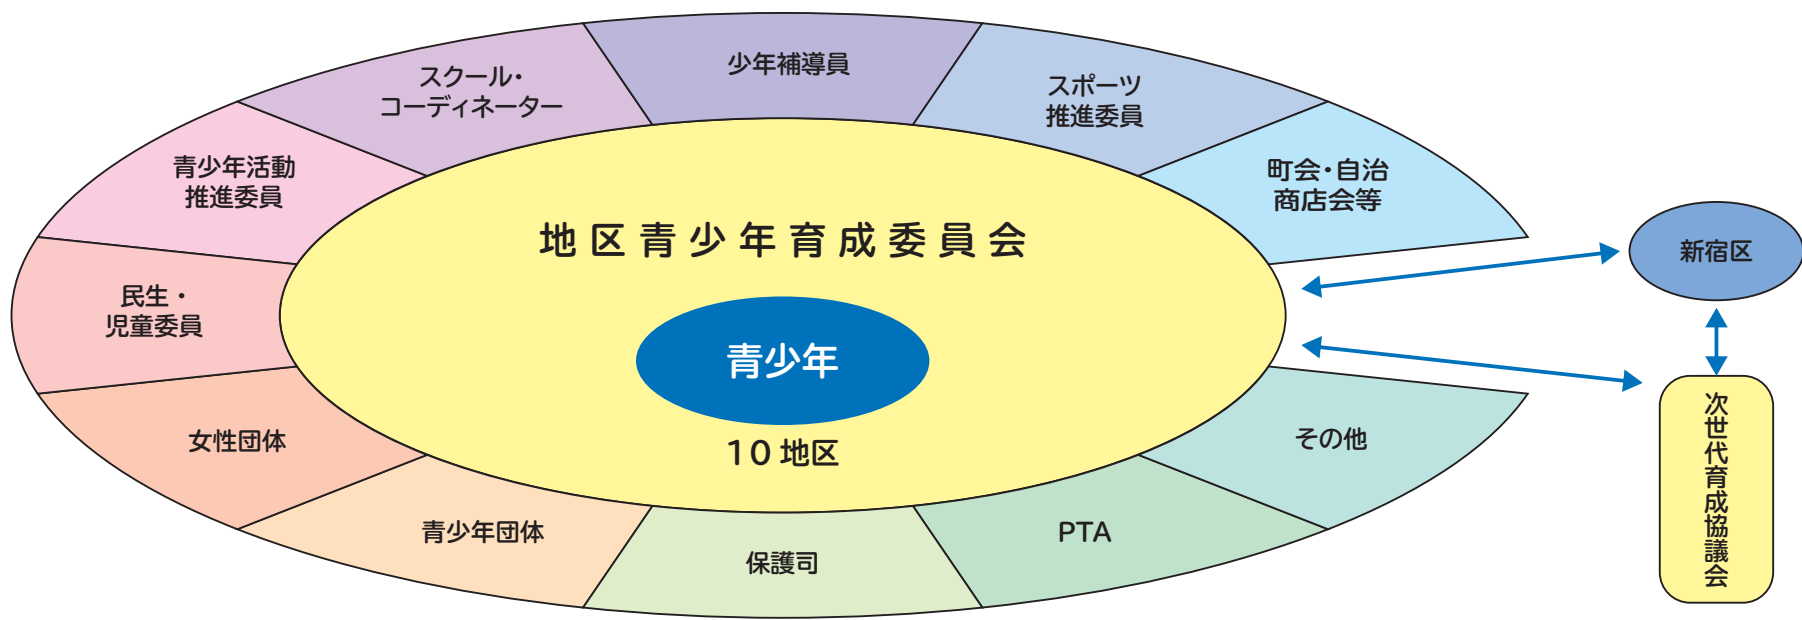 少年補導員
スクール・
コーディネーター
スポーツ
推進委員
青少年活動
推進委員
町会・自治
商店会等
地区青少年育成委員会
新宿区
民生・
児童委員
青少年
次世代育成協議会
女性団体
10地区
その他
青少年団体
PTA
保護司